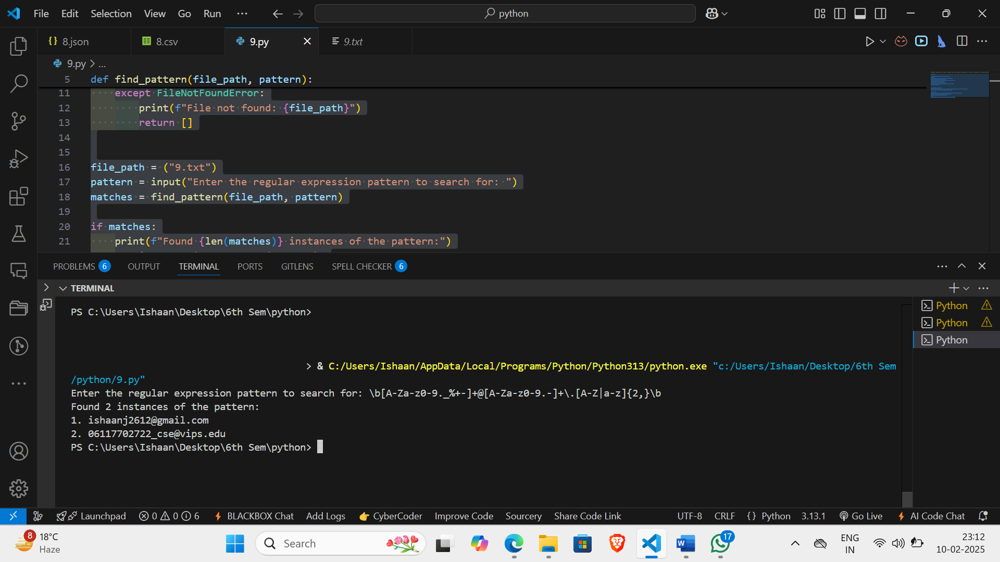 File Edit Selection View Go Run ...
python
8.json 8.csv 9.py 9.txt
9.py > ...
5 def find_pattern(file_path, pattern):
11 except FileNotFoundError:
12 print(f"File not found: {file_path}")
13 return []
14
15
16 file_path = ("9.txt")
17 pattern = input("Enter the regular expression pattern to search for: ")
18 matches = find_pattern(file_path, pattern)
19
20 if matches:
21 print(f"Found {len(matches)} instances of the pattern:")
PROBLEMS 6 OUTPUT TERMINAL PORTS GITLENS SPELL CHECKER 6
TERMINAL
Python
Python
Python
PS C:\Users\Ishaan\Desktop\6th Sem\python>
> & C:/Users/Ishaan/AppData/Local/Programs/Python/Python313/python.exe "c:/Users/Ishaan/Desktop/6th Sem
/python/9.py"
Enter the regular expression pattern to search for: \b[A-Za-z0-9._%+-]+@[A-Za-z0-9.-]+\.[A-Z|a-z]{2,}\b
Found 2 instances of the pattern:
1. ishaanj2612@gmail.com
2. 06117702722_cse@vips.edu
PS C:\Users\Ishaan\Desktop\6th Sem\python>
Launchpad 0 0 6 BLACKBOX Chat Add Logs CyberCoder Improve Code Sourcery Share Code Link UTF-8 CRLF {} Python 3.13.1 Go Live AI Code Chat
8 18°C
Haze
Search
17
ENG
IN
23:12
10-02-2025